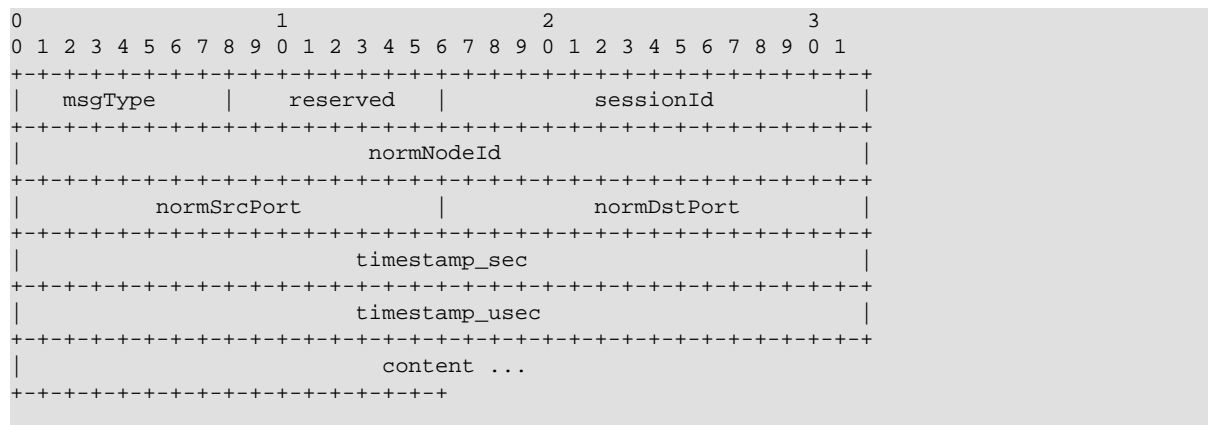 0                   1                   2                   3
0 1 2 3 4 5 6 7 8 9 0 1 2 3 4 5 6 7 8 9 0 1 2 3 4 5 6 7 8 9 0 1
+-+-+-+-+-+-+-+-+-+-+-+-+-+-+-+-+-+-+-+-+-+-+-+-+-+-+-+-+-+-+-+-+
|   msgType     |    reserved   |           sessionId           |
+-+-+-+-+-+-+-+-+-+-+-+-+-+-+-+-+-+-+-+-+-+-+-+-+-+-+-+-+-+-+-+-+
|                          normNodeId                           |
+-+-+-+-+-+-+-+-+-+-+-+-+-+-+-+-+-+-+-+-+-+-+-+-+-+-+-+-+-+-+-+-+
|          normSrcPort          |           normDstPort         |
+-+-+-+-+-+-+-+-+-+-+-+-+-+-+-+-+-+-+-+-+-+-+-+-+-+-+-+-+-+-+-+-+
|                         timestamp_sec                         |
+-+-+-+-+-+-+-+-+-+-+-+-+-+-+-+-+-+-+-+-+-+-+-+-+-+-+-+-+-+-+-+-+
|                         timestamp_usec                        |
+-+-+-+-+-+-+-+-+-+-+-+-+-+-+-+-+-+-+-+-+-+-+-+-+-+-+-+-+-+-+-+-+
|                           content ...
+-+-+-+-+-+-+-+-+-+-+-+-+-+-+-+-+